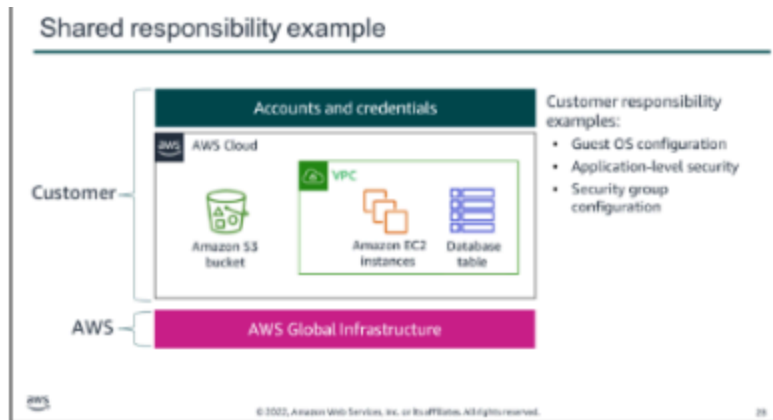 Shared responsibility example
Accounts and credentials
aws
AWS Cloud
VPC
Customer
Amazon S3
bucket
Amazon EC2
instances
Database
table
AWS
AWS Global Infrastructure
Customer responsibility
examples:
• Guest OS configuration
• Application-level security
• Security group
configuration
aws
© 2022, Amazon Web Services, Inc. or its affiliates. All rights reserved.